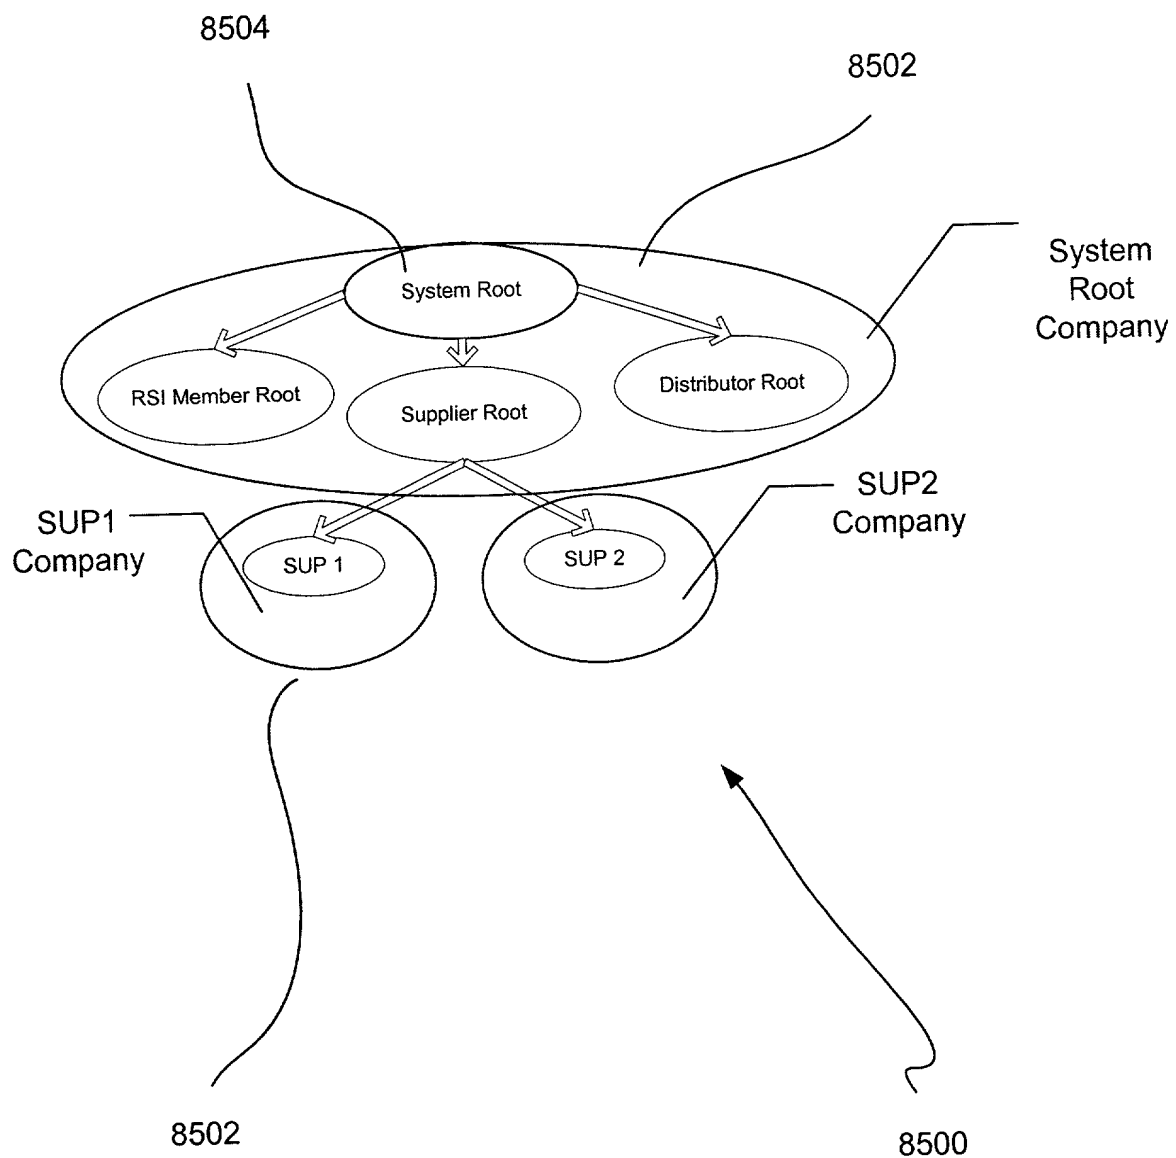 8504
8502
System
Root
Company
System Root
RSI Member Root
Supplier Root
Distributor Root
SUP1
Company
SUP2
Company
SUP 1
SUP 2
8502
8500